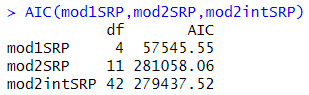 > AIC(mod1SRP,mod2SRP,mod2intSRP)
df AIC
mod1SRP 4 57545.55
mod2SRP 11 281058.06
mod2intSRP 42 279437.52